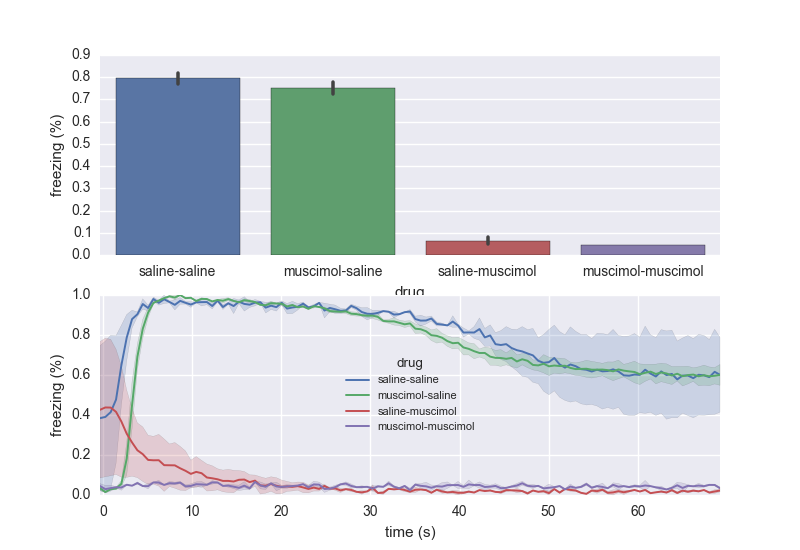 freezing (%)
0.9
0.8
0.7
0.6
0.5
0.4
0.3
0.2
0.1
0.0
saline-saline muscimol-saline saline-muscimol muscimol-muscimol
drug
freezing (%)
1.0
0.8
0.6
0.4
0.2
0.0
drug
saline-saline
muscimol-saline
saline-muscimol
muscimol-muscimol
0 10 20 30 40 50 60
time (s)